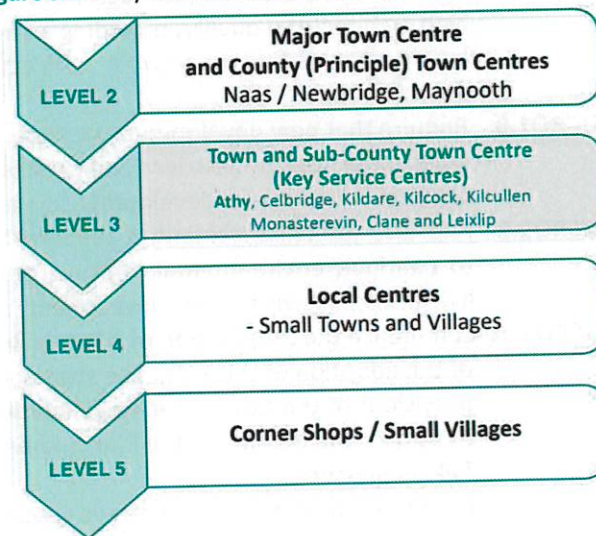 LEVEL 2
Major Town Centre
and County (Principle) Town Centres
Naas / Newbridge, Maynooth
LEVEL 3
Town and Sub-County Town Centre
(Key Service Centres)
Athy, Celbridge, Kildare, Kilcock, Kilcullen
Monasterevin, Clane and Leixlip
LEVEL 4
Local Centres
- Small Towns and Villages
LEVEL 5
Corner Shops / Small Villages